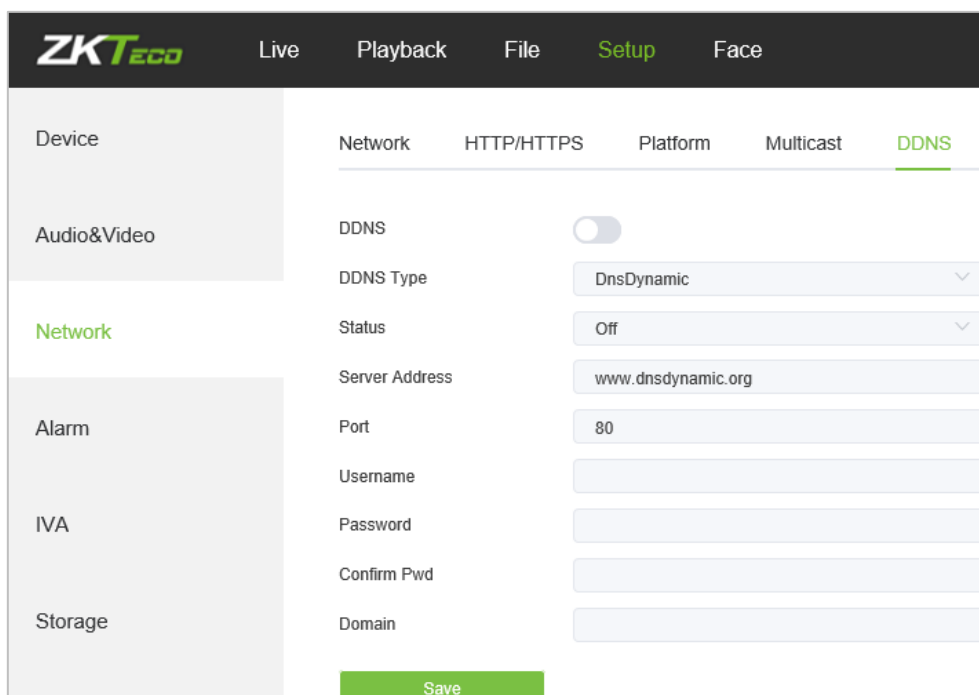 ZKTeco Live Playback File Setup Face
Device
Audio&Video
Network
Alarm
IVA
Storage
Network HTTP/HTTPS Platform Multicast DDNS
DDNS
DDNS Type DnsDynamic
Status Off
Server Address www.dnsdynamic.org
Port 80
Username
Password
Confirm Pwd
Domain
Save